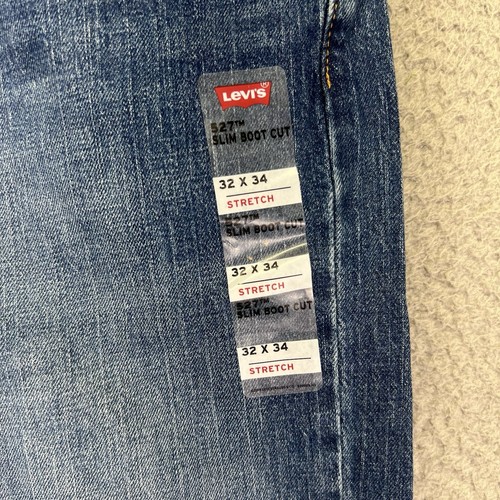 Levi's®
527™
SLIM BOOT CUT
32 X 34
STRETCH
527™
SLIM BOOT CUT
32 X 34
STRETCH
527™
SLIM BOOT CUT
32 X 34
STRETCH